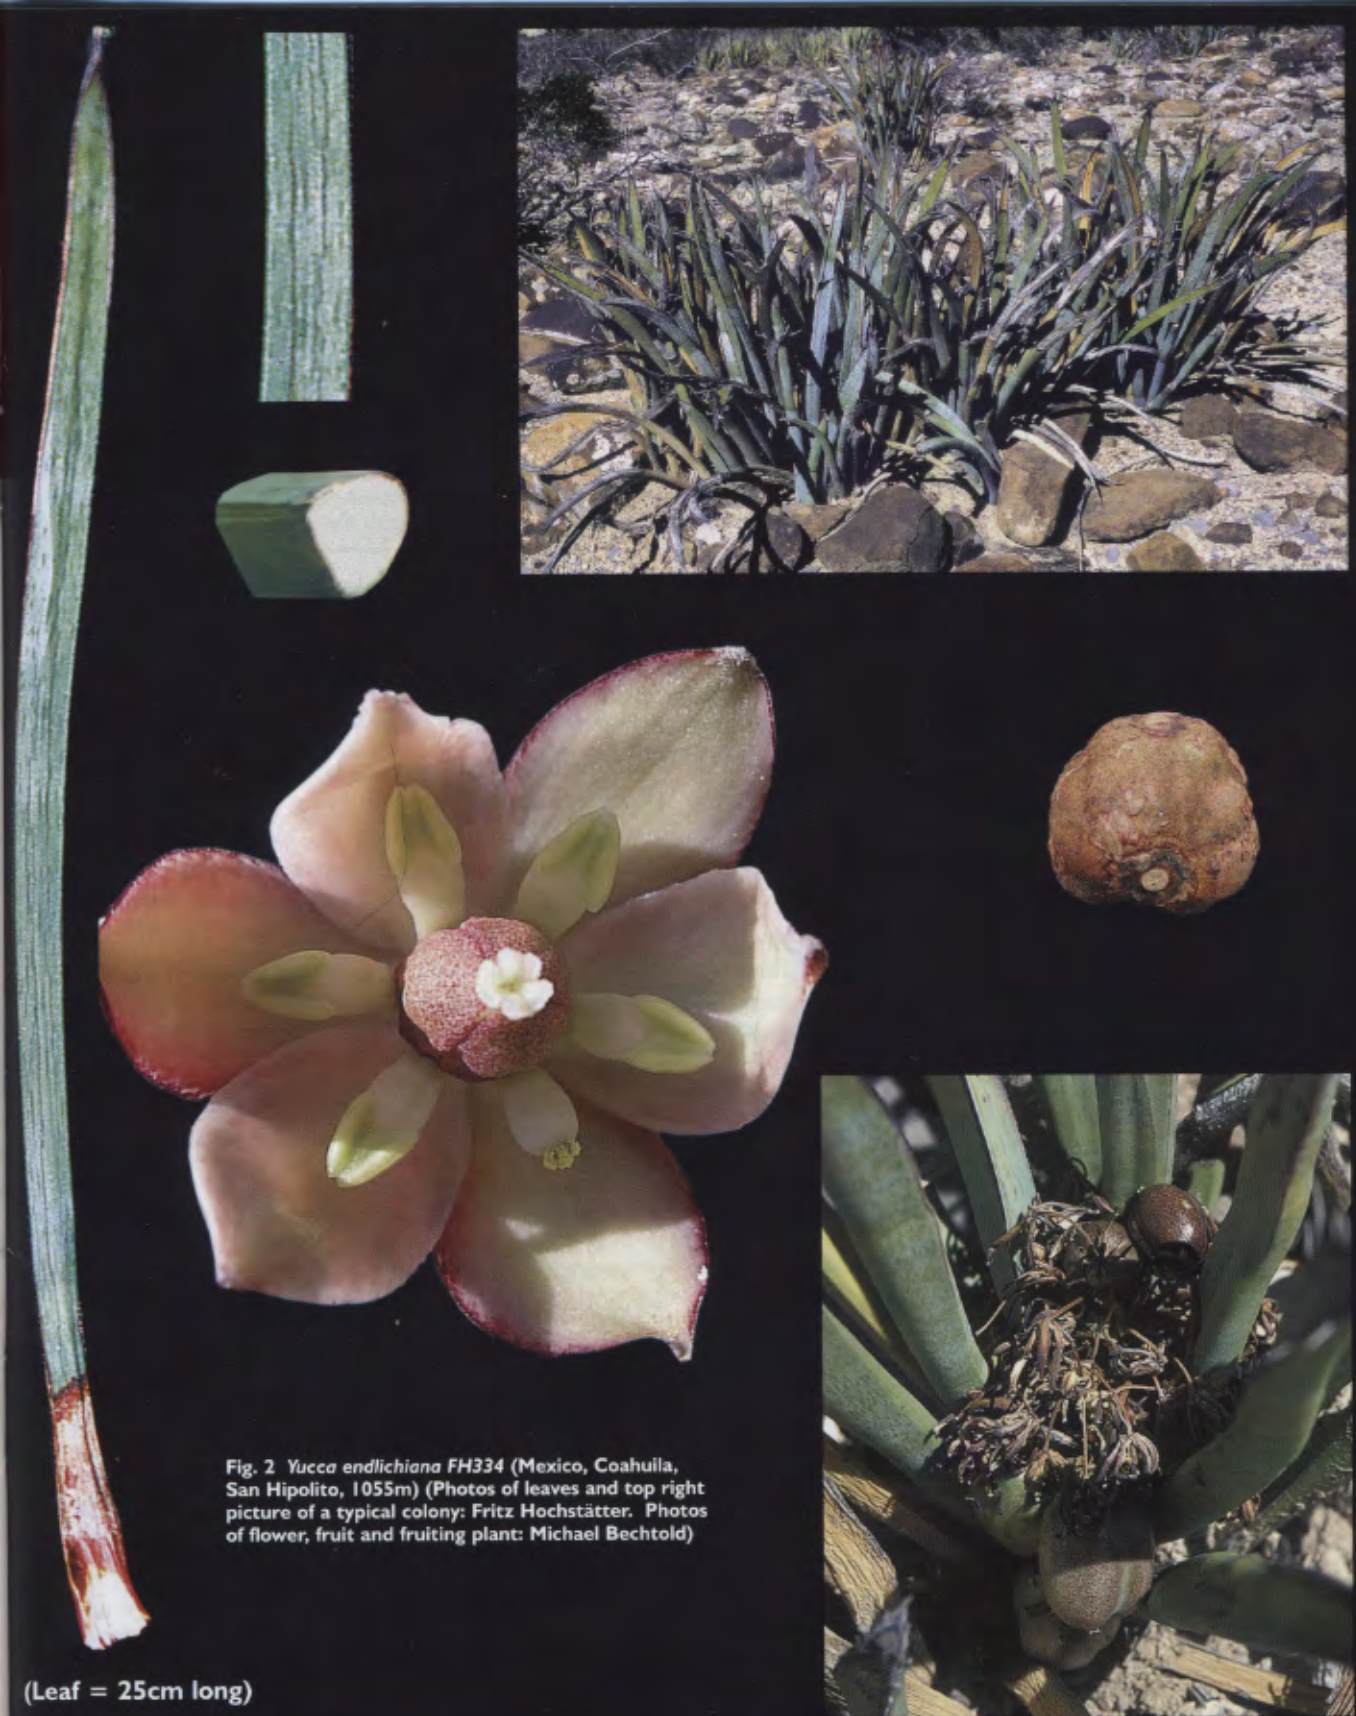 Fig. 2 Yucca endlichiana FH334 (Mexico, Coahuila,
San Hipolito, 1055m) (Photos of leaves and top right
picture of a typical colony: Fritz Hochstätter. Photos
of flower, fruit and fruiting plant: Michael Bechtold)
(Leaf = 25cm long)